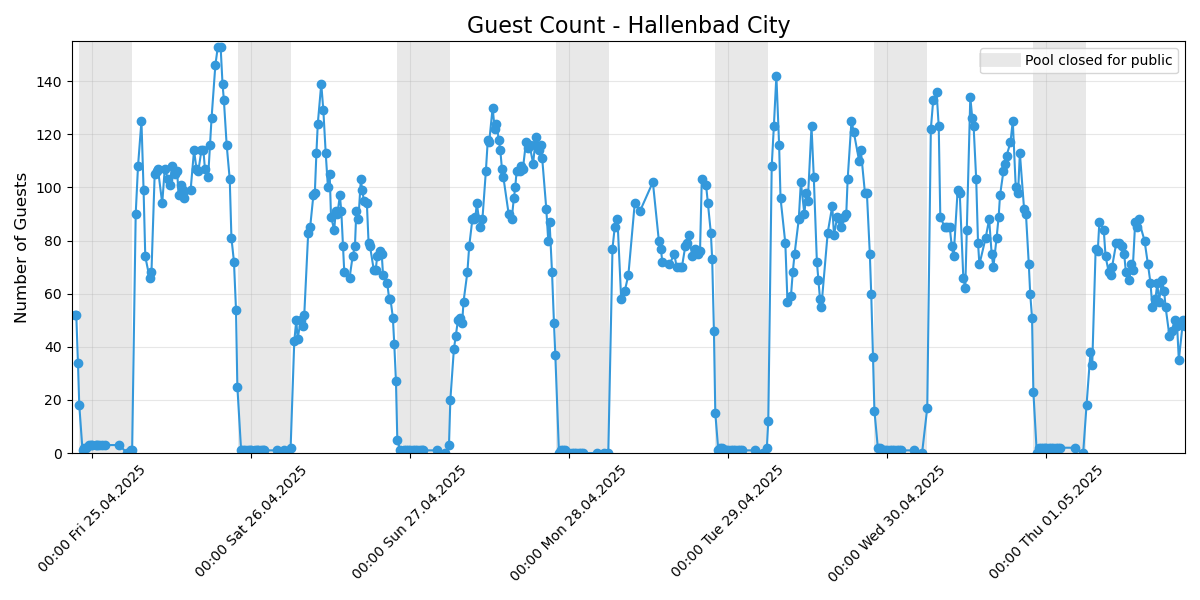 Guest Count - Hallenbad City
Pool closed for public
Number of Guests
140
120
100
80
60
40
20
0
00:00 Fri 25.04.2025
00:00 Sat 26.04.2025
00:00 Sun 27.04.2025
00:00 Mon 28.04.2025
00:00 Tue 29.04.2025
00:00 Wed 30.04.2025
00:00 Thu 01.05.2025